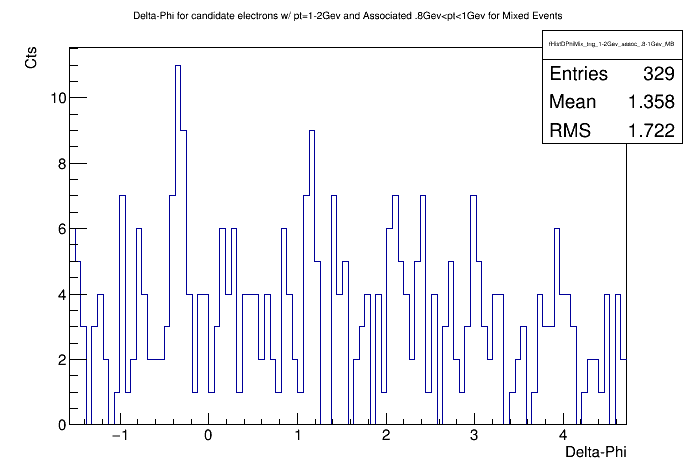 Delta-Phi for candidate electrons w/ pt=1-2Gev and Associated .8Gev<pt<1Gev for Mixed Events
Cts
fHistDPhiMix_trig_1-2Gev_assoc_.8-1Gev_MB
Entries 329
Mean 1.358
RMS 1.722
10
8
6
4
2
0
−1 0 1 2 3 4
Delta-Phi